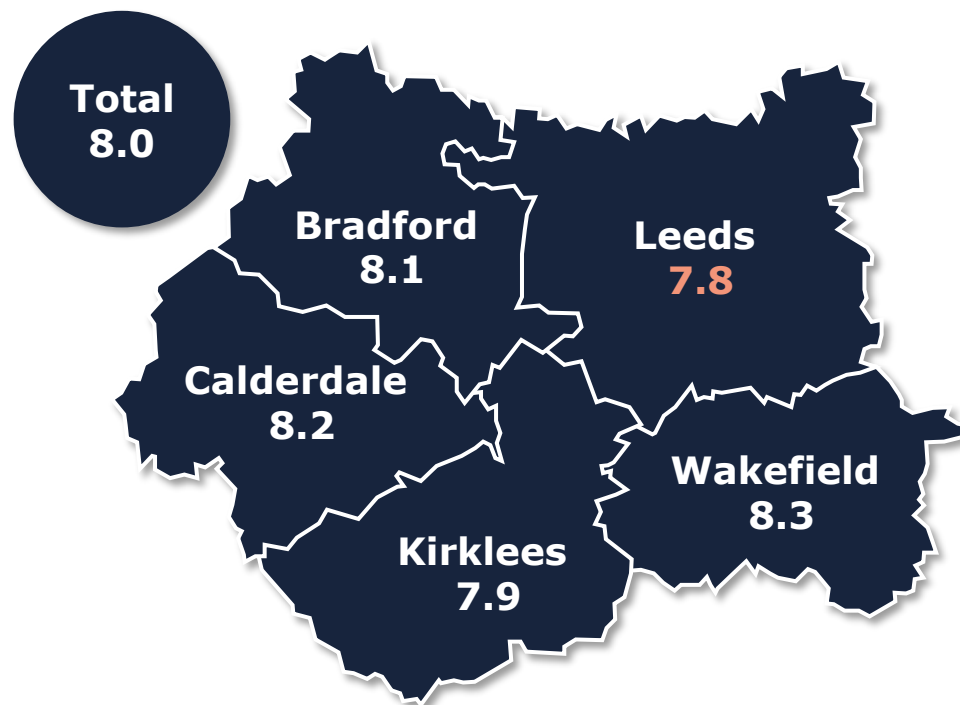 Total
8.0
Bradford
8.1
Leeds
7.8
Calderdale
8.2
Wakefield
8.3
Kirklees
7.9